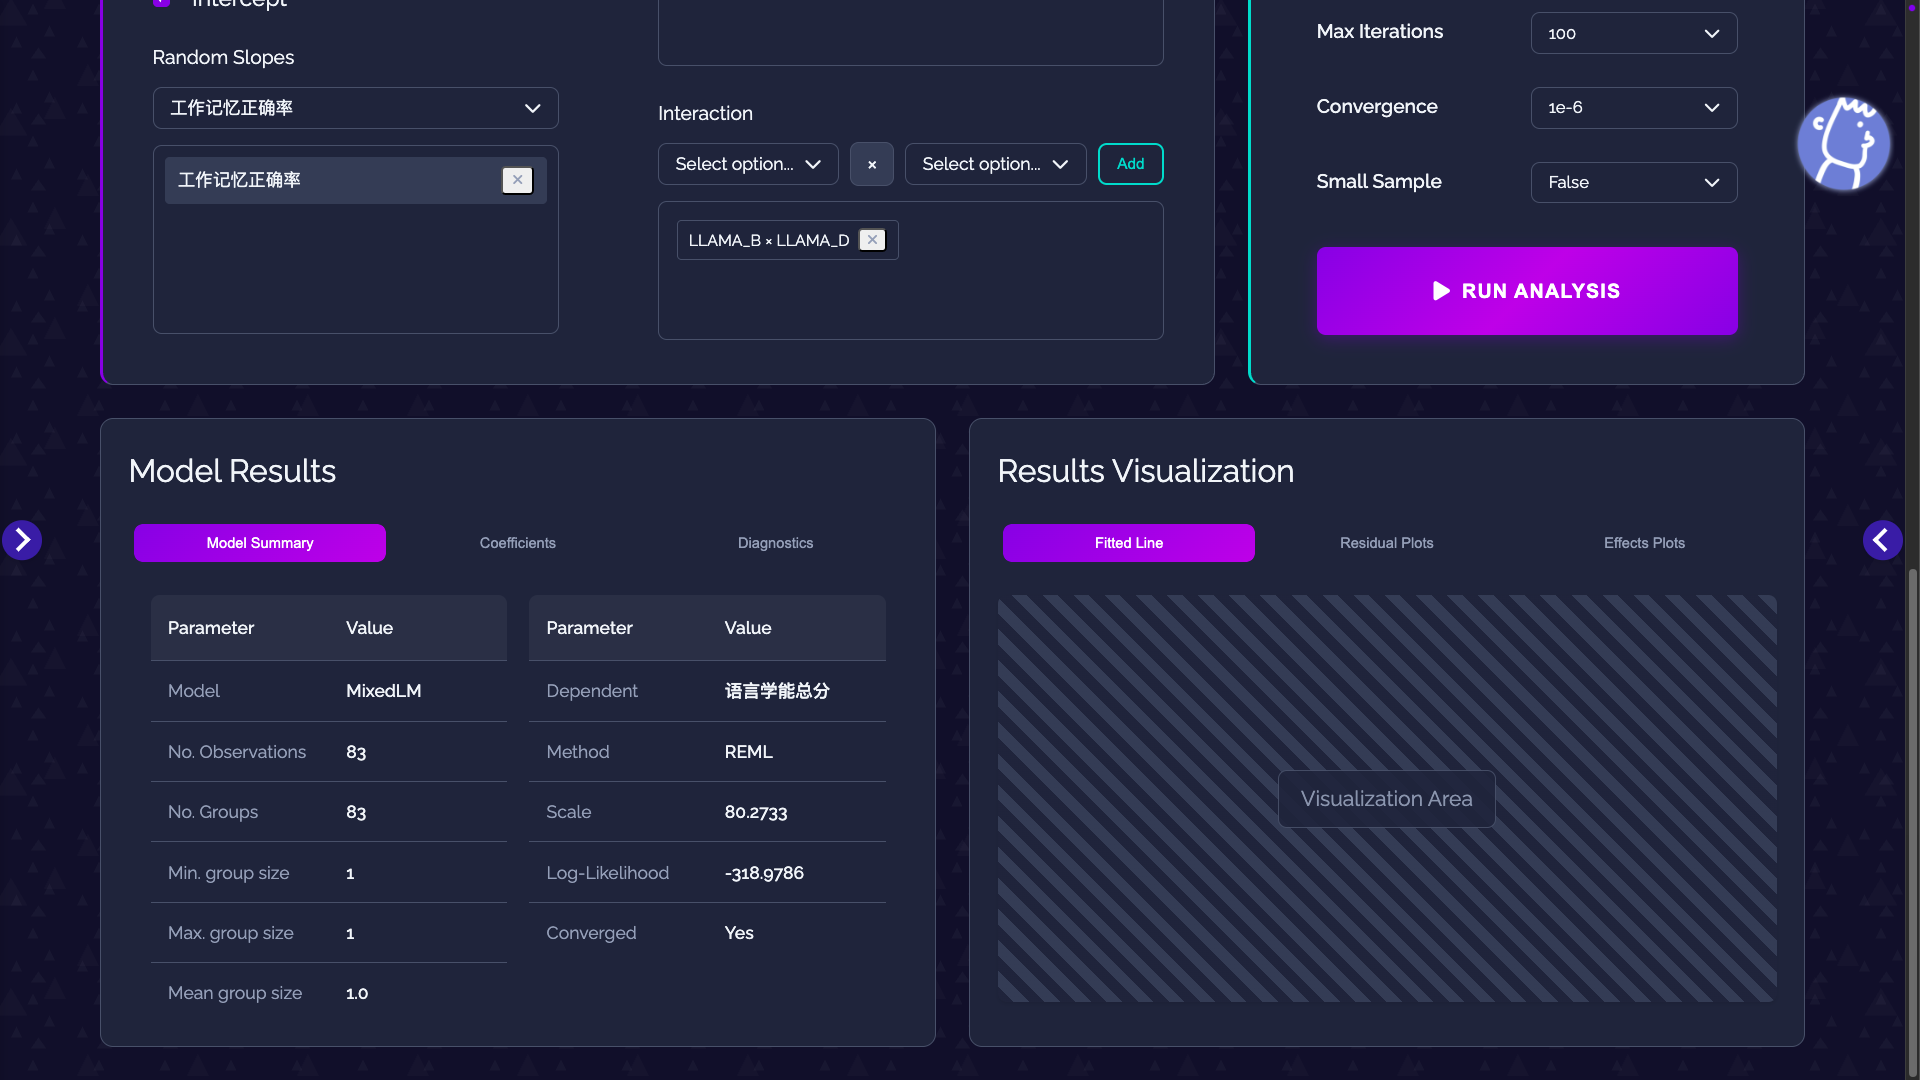 Intercept
Random Slopes
工作记忆正确率
工作记忆正确率
Interaction
Select option... × Select option... Add
LLAMA_B × LLAMA_D
Max Iterations 100
Convergence 1e-6
Small Sample False
RUN ANALYSIS
Model Results
Model Summary Coefficients Diagnostics
Parameter Value
Model MixedLM
No. Observations 83
No. Groups 83
Min. group size 1
Max. group size 1
Mean group size 1.0
Parameter Value
Dependent 语言学能总分
Method REML
Scale 80.2733
Log-Likelihood -318.9786
Converged Yes
Results Visualization
Fitted Line Residual Plots Effects Plots
Visualization Area